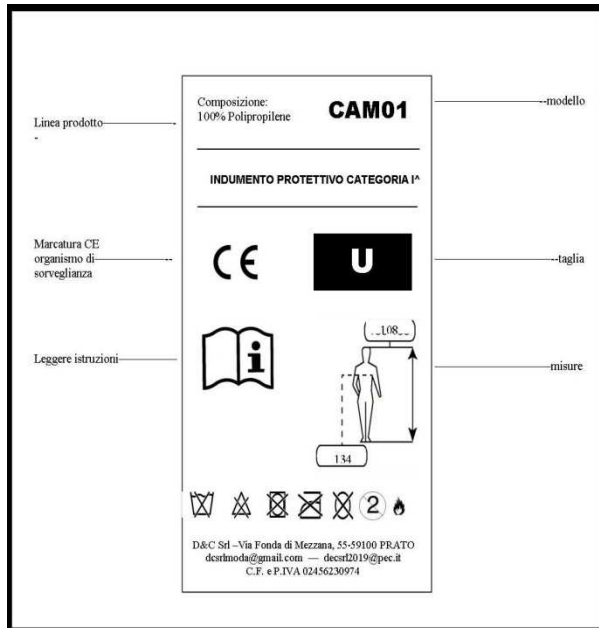 Composizione:
100% Polipropilene
CAM01
modello
Linea prodotto
INDUMENTO PROTETTIVO CATEGORIA I^
Marcatura CE
organismo di
sorveglianza
CE
U
taglia
Leggere istruzioni
i
108
misure
134
2
D&C Srl –Via Fonda di Mezzana, 55-59100 PRATO
dcsrlmoda@gmail.com — decsrl2019@pec.it
C.F. e P.IVA 02456230974